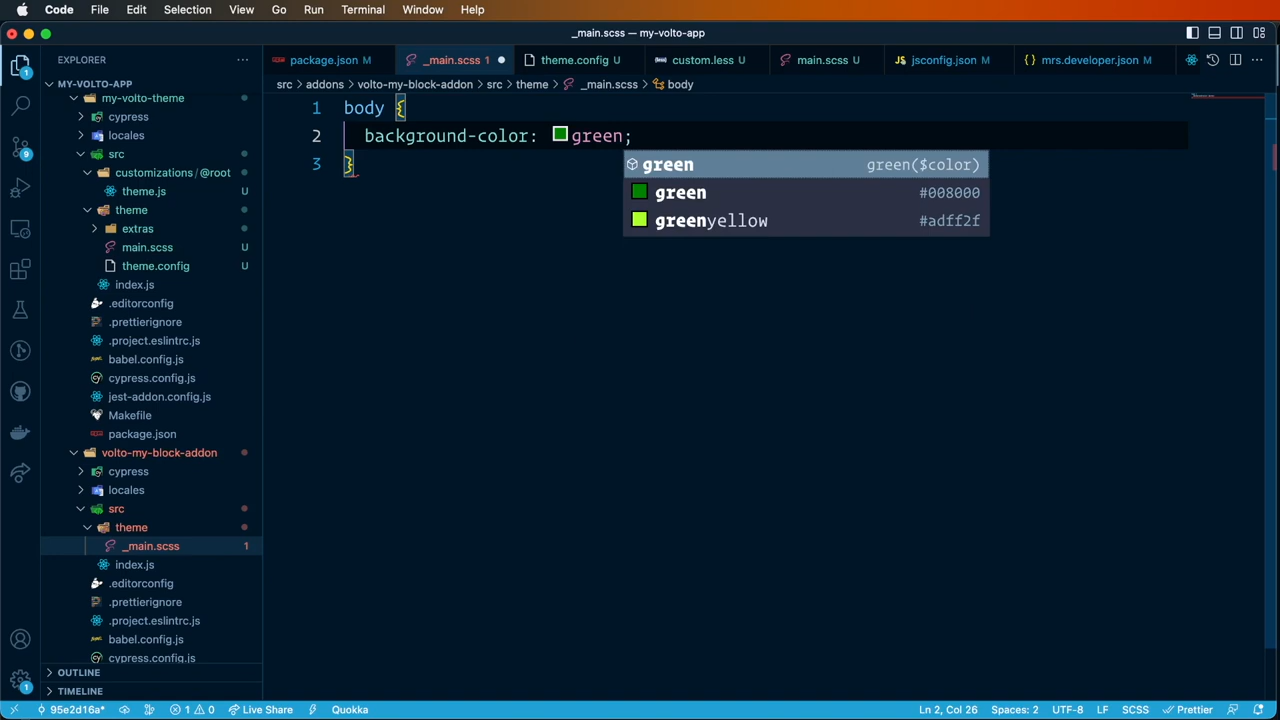 Code File Edit Selection View Go Run Terminal Window Help
_main.scss — my-volto-app
EXPLORER
MY-VOLTO-APP
my-volto-theme
cypress
locales
src
customizations / @root
theme.js U
theme
extras
main.scss U
theme.config U
index.js
.editorconfig
.prettierignore
.project.eslintrc.js
babel.config.js
cypress.config.js
jest-addon.config.js
Makefile
package.json
volto-my-block-addon
cypress
locales
src
theme
_main.scss 1
index.js
.editorconfig
.prettierignore
.project.eslintrc.js
babel.config.js
cypress.config.js
OUTLINE
TIMELINE
package.json M _main.scss 1 theme.config U custom.less U main.scss U jsconfig.json M mrs.developer.json M
src > addons > volto-my-block-addon > src > theme > _main.scss > body
1 body {
2 background-color: green;
3 }
green green($color)
green #008000
greenyellow #adff2f
1
9
1
95e2d16a* 1 0 Live Share Quokka Ln 2, Col 26 Spaces: 2 UTF-8 LF SCSS Prettier